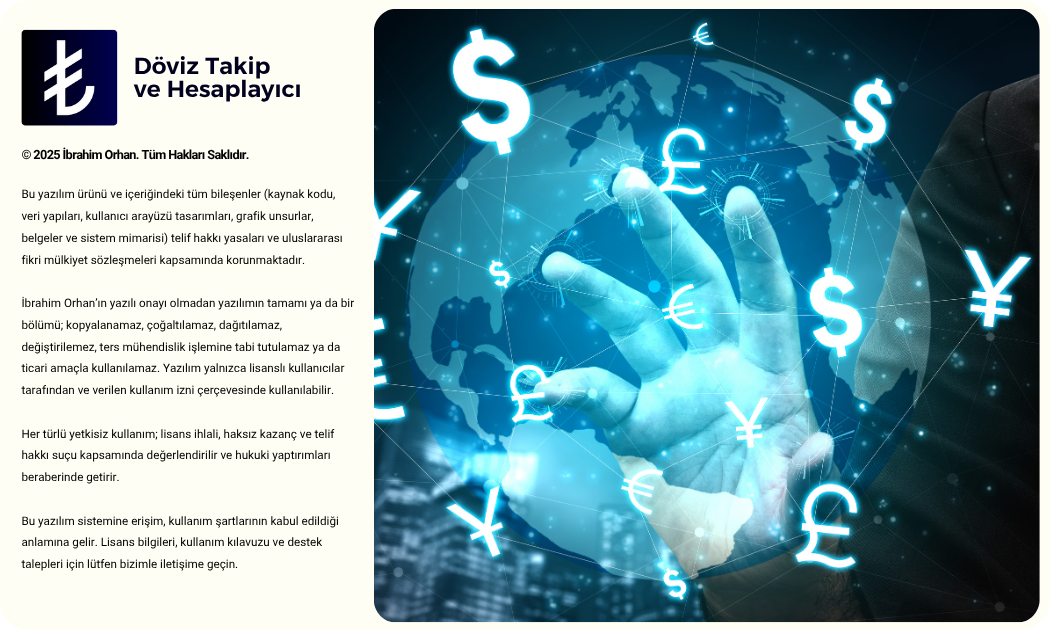 Döviz Takip
ve Hesaplayıcı
© 2025 İbrahim Orhan. Tüm Hakları Saklıdır.
Bu yazılım ürünü ve içeriğindeki tüm bileşenler (kaynak kodu,
veri yapıları, kullanıcı arayüzü tasarımları, grafik unsurlar,
belgeler ve sistem mimarisi) telif hakkı yasaları ve uluslararası
fikri mülkiyet sözleşmeleri kapsamında korunmaktadır.
İbrahim Orhan’ın yazılı onayı olmadan yazılımın tamamı ya da bir
bölümü; kopyalanamaz, çoğaltılamaz, dağıtılamaz,
değiştirilemez, ters mühendislik işlemine tabi tutulamaz ya da
ticari amaçla kullanılamaz. Yazılım yalnızca lisanslı kullanıcılar
tarafından ve verilen kullanım izni çerçevesinde kullanılabilir.
Her türlü yetkisiz kullanım; lisans ihlali, haksız kazanç ve telif
hakkı suçu kapsamında değerlendirilir ve hukuki yaptırımları
beraberinde getirir.
Bu yazılım sistemine erişim, kullanım şartlarının kabul edildiği
anlamına gelir. Lisans bilgileri, kullanım kılavuzu ve destek
talepleri için lütfen bizimle iletişime geçin.